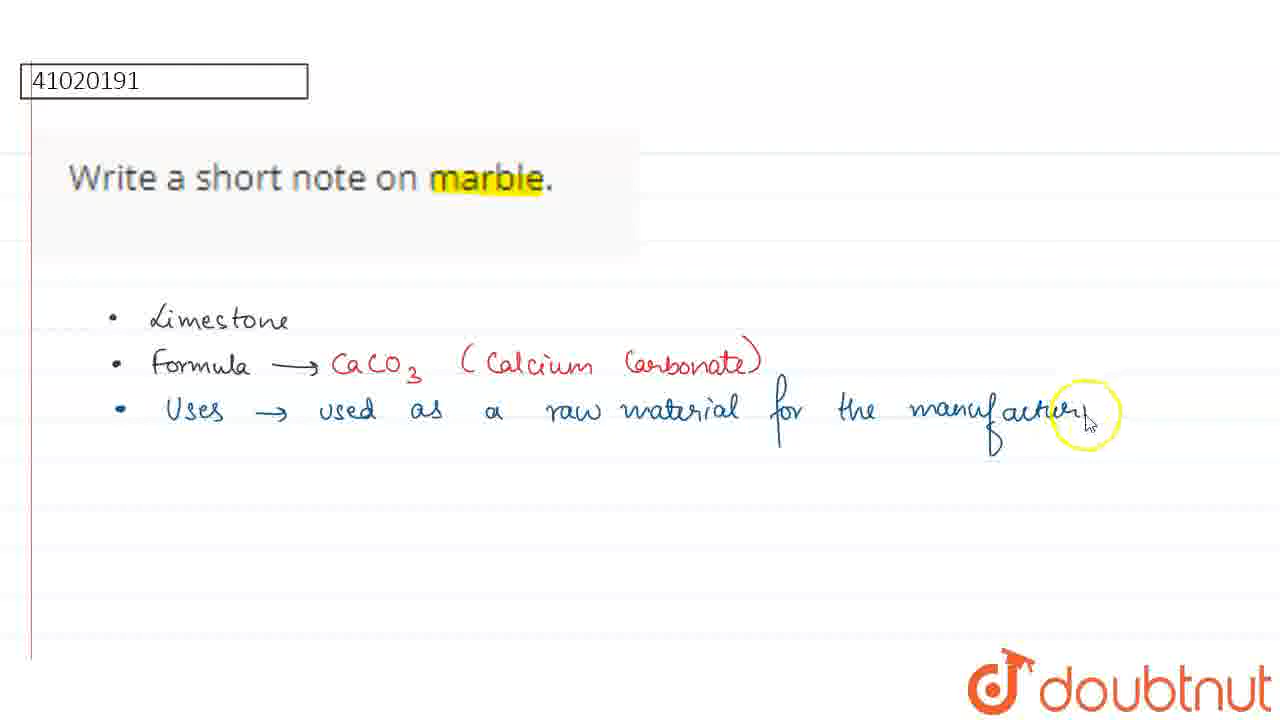 41020191
Write a short note on marble.
• Limestone
• Formula → CaCO₃ (Calcium Carbonate)
• Uses → used as a raw material for the manufactur
doubtnut